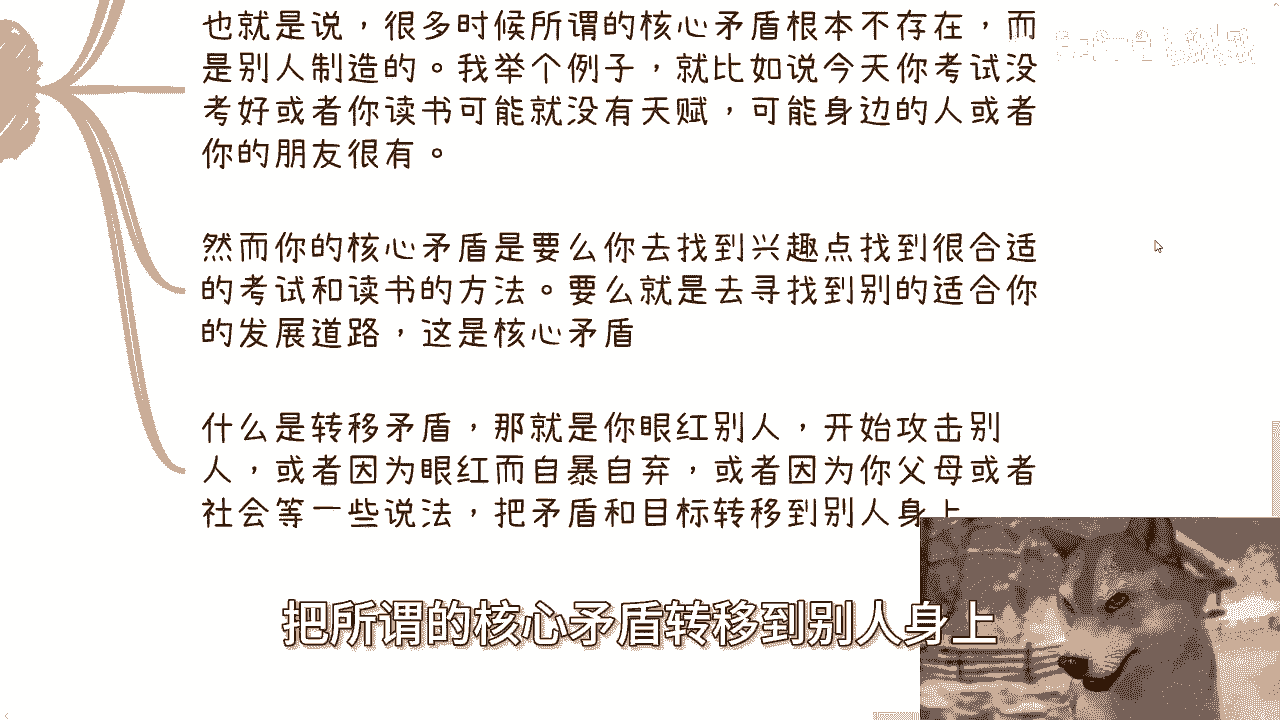 也就是说，很多时候所谓的核心矛盾根本不存在，而
是别人制造的。我举个例子，就比如说今天你考试没
考好或者你读书可能就没有天赋，可能身边的人或者
你的朋友很有。
然而你的核心矛盾是要么你去找到兴趣点找到很合适
的考试和读书的方法。要么就是去寻找到别的适合你
的发展道路，这是核心矛盾
什么是转移矛盾，那就是你眼红别人，开始攻击别
人，或者因为眼红而自暴自弃，或者因为你父母或者
社会等一些说法，把矛盾和目标转移到别人身上
把所谓的核心矛盾转移到别人身上